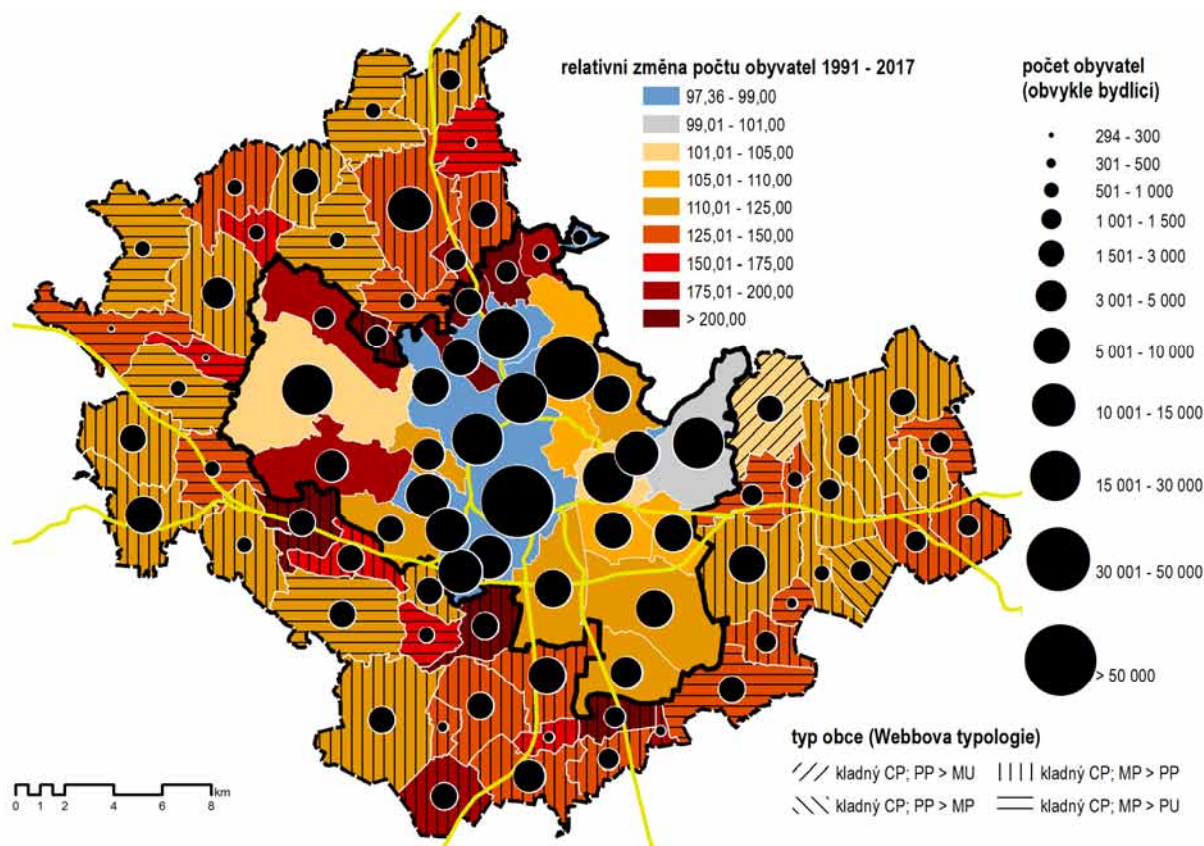 relativní změna počtu obyvatel 1991 - 2017
97,36 - 99,00
99,01 - 101,00
101,01 - 105,00
105,01 - 110,00
110,01 - 125,00
125,01 - 150,00
150,01 - 175,00
175,01 - 200,00
> 200,00
počet obyvatel
(obvykle bydlící)
294 - 300
301 - 500
501 - 1 000
1 001 - 1 500
1 501 - 3 000
3 001 - 5 000
5 001 - 10 000
10 001 - 15 000
15 001 - 30 000
30 001 - 50 000
> 50 000
typ obce (Webbova typologie)
kladný CP; PP > MU
kladný CP; MP > PP
kladný CP; PP > MP
kladný CP; MP > PU
km
0 1 2 4 6 8